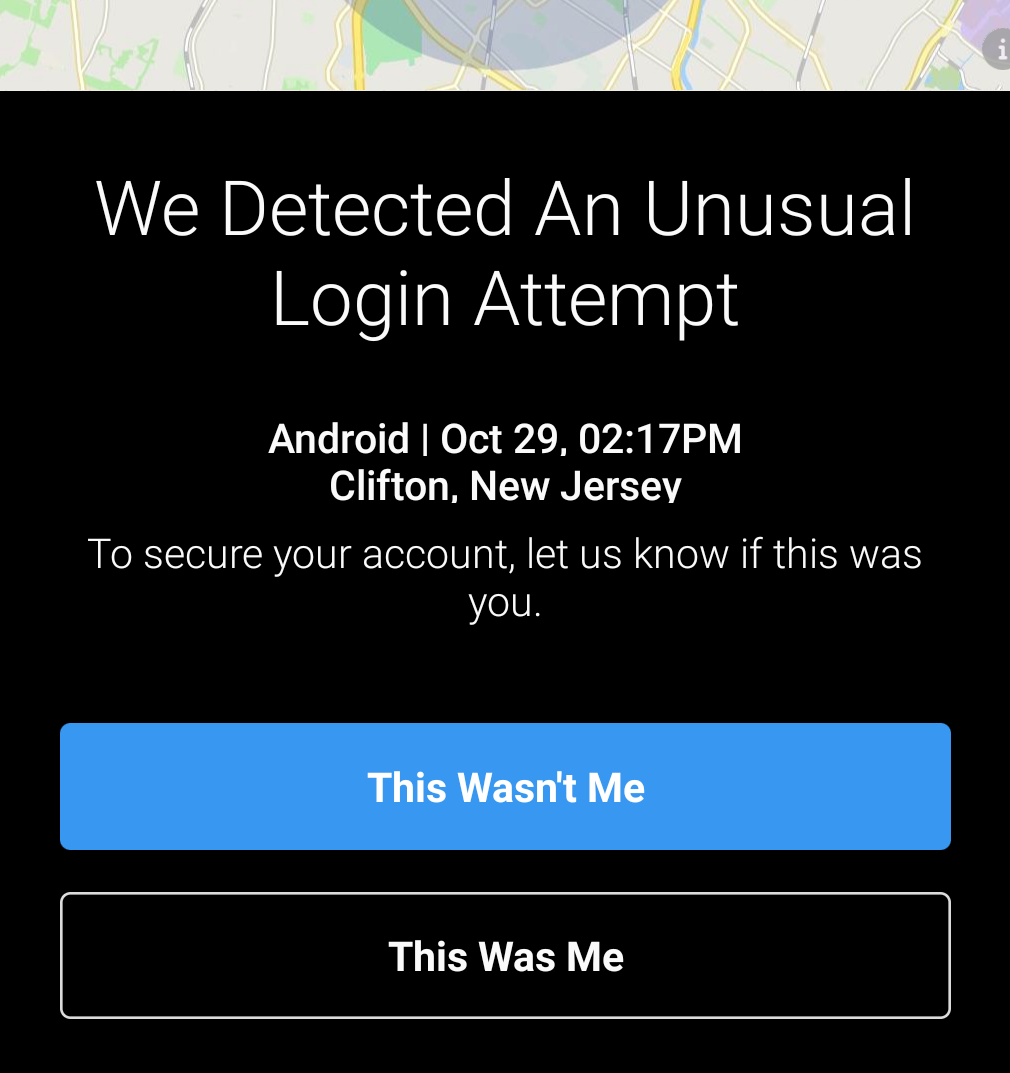 i
We Detected An Unusual
Login Attempt
Android | Oct 29, 02:17PM
Clifton, New Jersey
To secure your account, let us know if this was
you.
This Wasn't Me
This Was Me